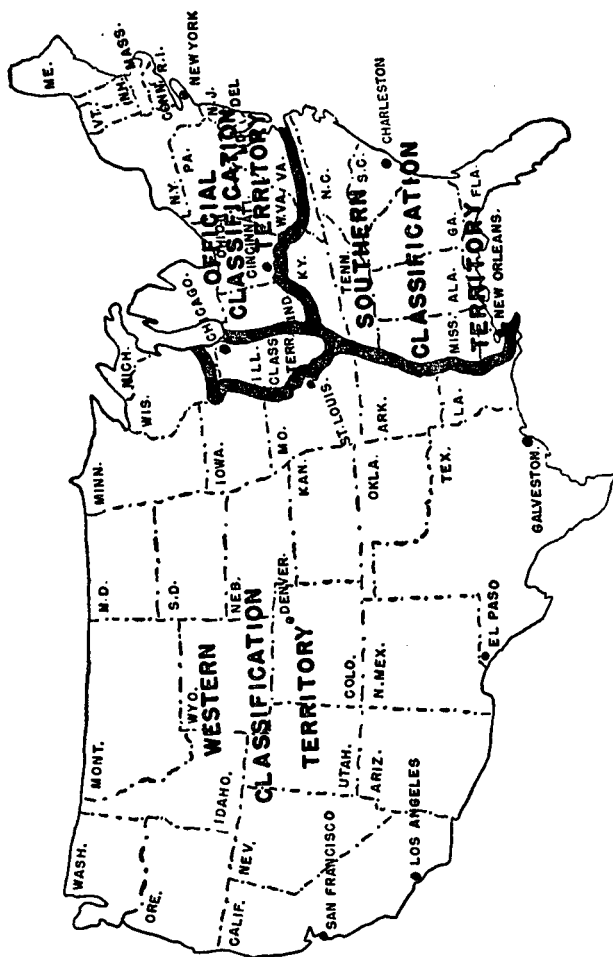 WASH.
MONT.
M.D.
MINN.
ORE.
IDAHO.
WYO.
S.D.
WIS.
MICH.
ME.
VT.
N.H.
MASS.
CONN.
R.I.
N.Y.
NEW YORK
PA.
N.J.
DEL
CALIF.
NEV.
NEB.
IOWA.
CHICAGO.
OFFICIAL
CLASSIFICATION
TERRITORY
OHIO
CINCINNATI.
WESTERN
CLASSIFICATION
TERRITORY
DENVER.
ILL.
CLASS
TERR.
IND.
W.VA.
VA.
SAN FRANCISCO
UTAH.
COLO.
KAN.
MO.
ST. LOUIS.
KY.
LOS ANGELES
ARIZ.
N.MEX.
OKLA.
ARK.
TENN.
N.C.
S.C.
CHARLESTON
SOUTHERN
CLASSIFICATION
TERRITORY
EL PASO
TEX.
LA.
MISS.
ALA.
GA.
FLA.
GALVESTON.
NEW ORLEANS.